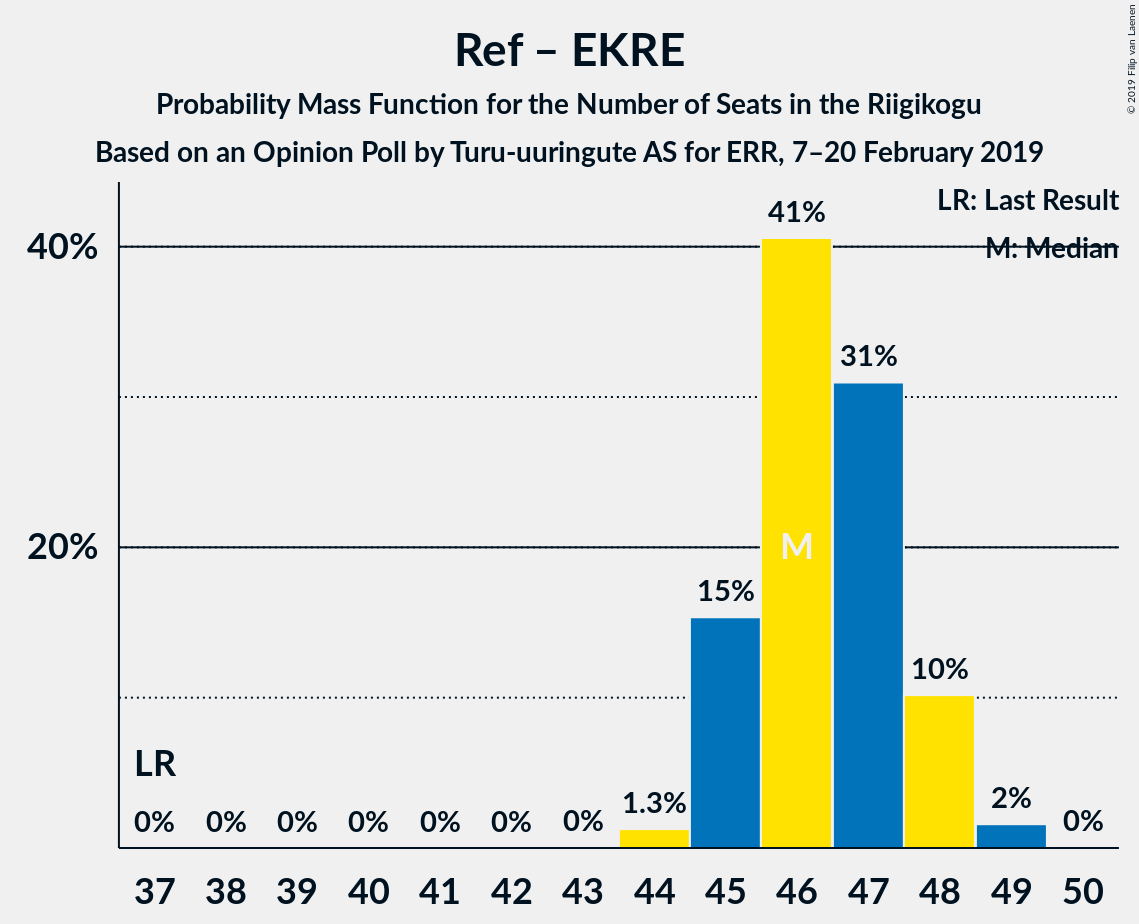 Ref – EKRE
Probability Mass Function for the Number of Seats in the Riigikogu
Based on an Opinion Poll by Turu-uuringute AS for ERR, 7–20 February 2019
© 2019 Filip van Laenen
LR: Last Result
M: Median
40%
20%
41%
31%
M
15%
10%
LR
0% 0% 0% 0% 0% 0% 0% 1.3% 2% 0%
37 38 39 40 41 42 43 44 45 46 47 48 49 50